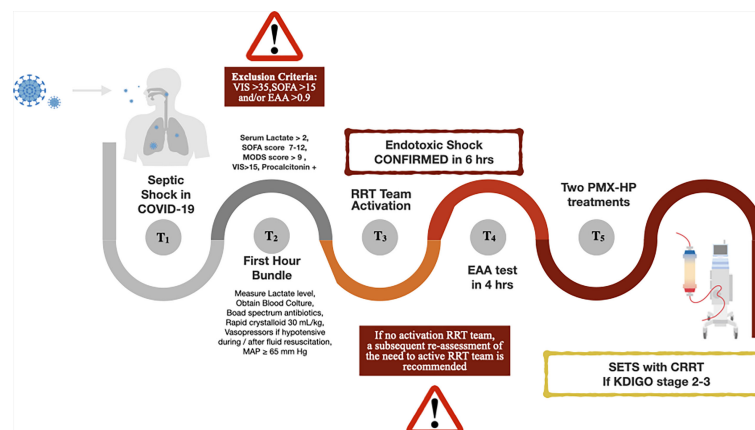 Exclusion Criteria:
VIS >35,SOFA >15
and/or EAA >0.9
Septic
Shock in
COVID-19
T1
Serum Lactate > 2,
SOFA score 7-12,
MODS score > 9 ,
VIS>15, Procalcitonin +
T2
First Hour
Bundle
Measure Lactate level,
Obtain Blood Colture,
Boad spectrum antibiotics,
Rapid crystalloid 30 mL/kg,
Vasopressors if hypotensive
during / after fluid resuscitation,
MAP ≥ 65 mm Hg
Endotoxic Shock
CONFIRMED in 6 hrs
RRT Team
Activation
T3
T4
EAA test
in 4 hrs
If no activation RRT team,
a subsequent re-assessment of
the need to active RRT team is
recommended
Two PMX-HP
treatments
T5
SETS with CRRT
If KDIGO stage 2-3